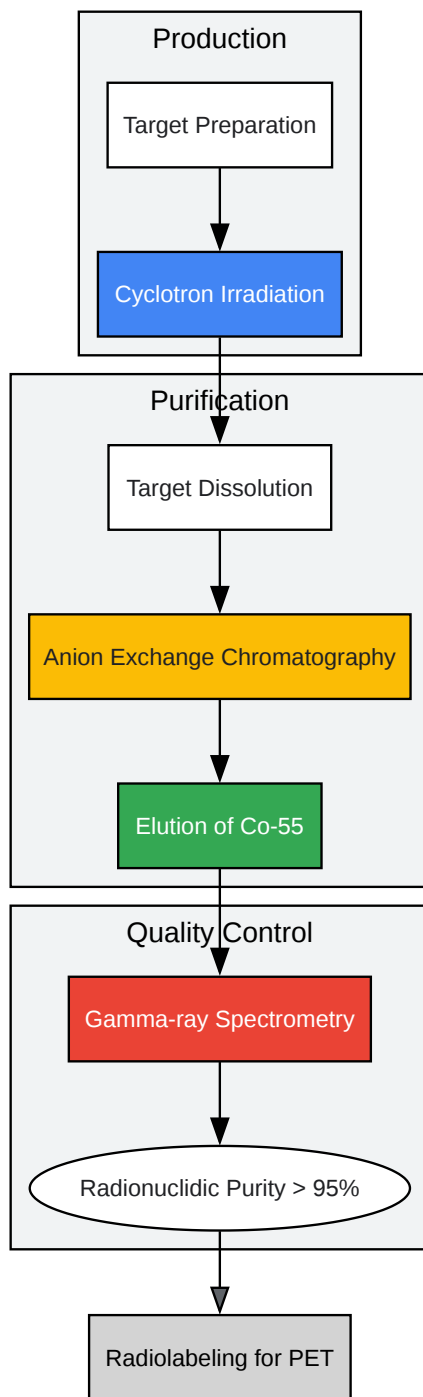 Production
Target Preparation
Cyclotron Irradiation
Purification
Target Dissolution
Anion Exchange Chromatography
Elution of Co-55
Quality Control
Gamma-ray Spectrometry
Radionuclidic Purity > 95%
Radiolabeling for PET